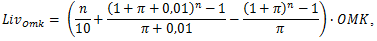 Liv_{Omk} = \left( \frac{n}{10} + \frac{(1 + \pi + 0,01)^n - 1}{\pi + 0,01} - \frac{(1 + \pi)^n - 1}{\pi} \right) \cdot OMK,